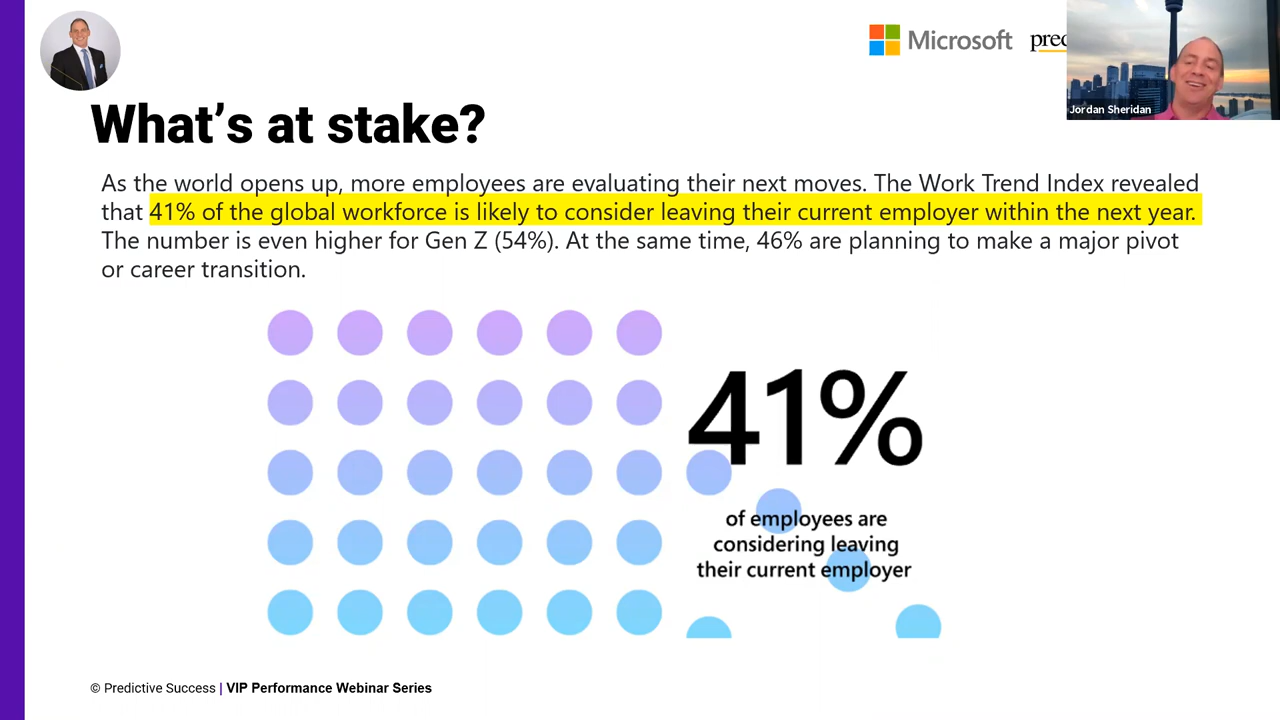 Microsoft
Jordan Sheridan
What's at stake?
As the world opens up, more employees are evaluating their next moves. The Work Trend Index revealed
that 41% of the global workforce is likely to consider leaving their current employer within the next year.
The number is even higher for Gen Z (54%). At the same time, 46% are planning to make a major pivot
or career transition.
41%
of employees are
considering leaving
their current employer
© Predictive Success | VIP Performance Webinar Series